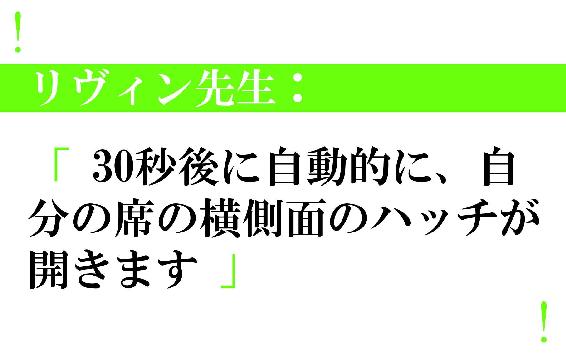 ！
リヴィン先生：
「 30秒後に自動的に、自
分の席の横側面のハッチが
開きます 」
！